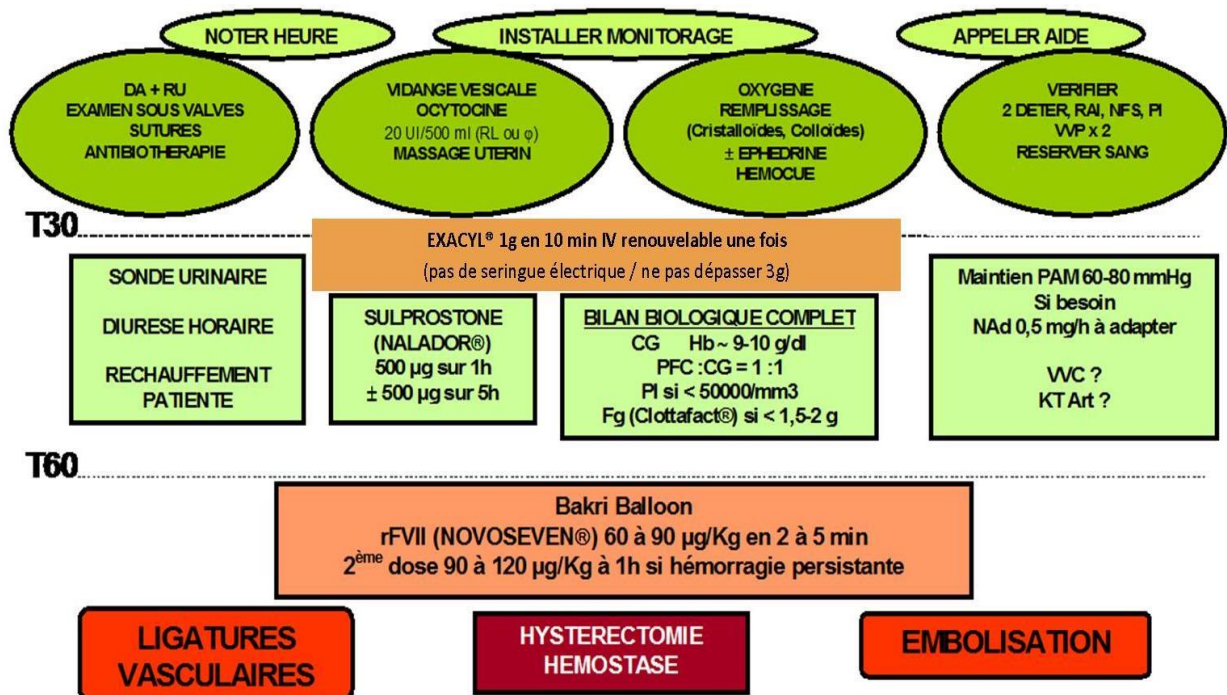 NOTER HEURE
INSTALLER MONITORAGE
APPELER AIDE
DA + RU
EXAMEN SOUS VALVES
SUTURES
ANTIBIOTHERAPIE
VIDANGE VESICALE
OCYTOCINE
20 UI/500 ml (RL ou φ)
MASSAGE UTERIN
OXYGENE
REMPLISSAGE
(Cristalloïdes, Colloïdes)
± EPHEDRINE
HEMOCUE
VERIFIER
2 DETER, RAI, NFS, Pl
VVP x 2
RESERVER SANG
T30
EXACYL® 1g en 10 min IV renouvelable une fois
(pas de seringue électrique / ne pas dépasser 3g)
SONDE URINAIRE
DIURESE HORAIRE
RECHAUFFEMENT
PATIENTE
SULPROSTONE
(NALADOR®)
500 µg sur 1h
± 500 µg sur 5h
BILAN BIOLOGIQUE COMPLET
CG Hb ~ 9-10 g/dl
PFC :CG = 1 :1
Pl si < 50000/mm3
Fg (Clottafact®) si < 1,5-2 g
Maintien PAM 60-80 mmHg
Si besoin
NAd 0,5 mg/h à adapter
VVC ?
KT Art ?
T60
Bakri Balloon
rFVII (NOVOSEVEN®) 60 à 90 µg/Kg en 2 à 5 min
2ème dose 90 à 120 µg/Kg à 1h si hémorragie persistante
LIGATURES
VASCULAIRES
HYSTERECTOMIE
HEMOSTASE
EMBOLISATION